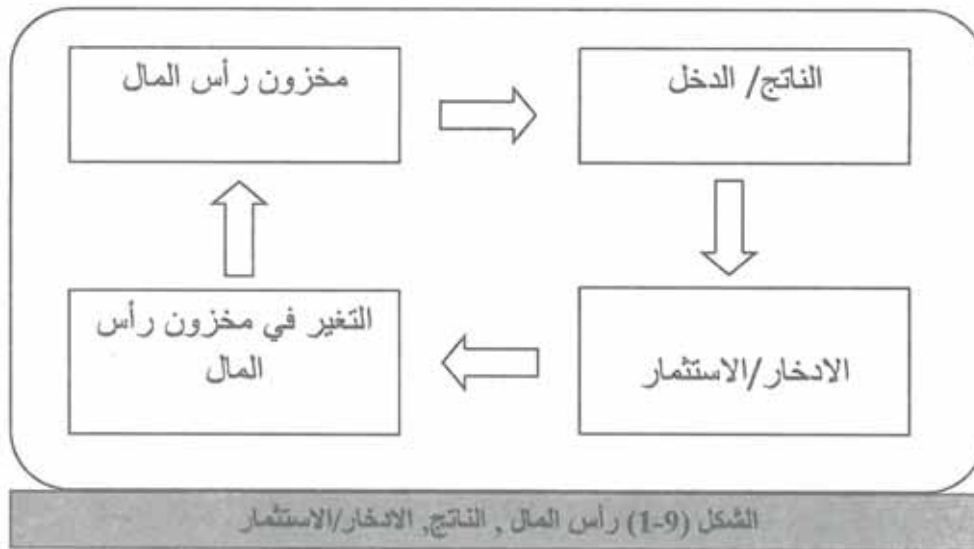 الناتج/ الدخل
مخزون رأس المال
الادخار/الاستثمار
التغير في مخزون رأس
المال
الشكل (9-1) رأس المال , الناتج, الادخار/الاستثمار